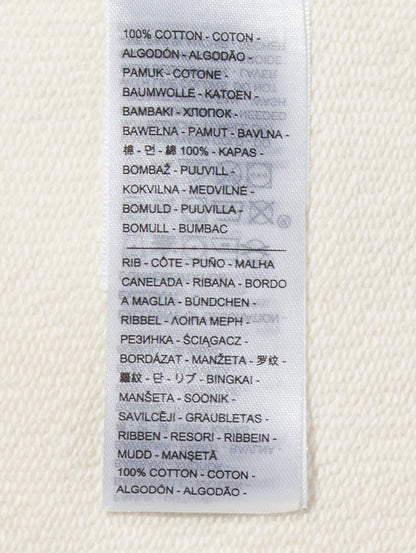 100% COTTON - COTON -
ALGODÓN - ALGODÃO -
PAMUK - COTONE -
BAUMWOLLE - KATOEN -
BAMBAKI - ХЛОПОК -
BAWEŁNA - PAMUT - BAVLNA -
棉 - 면 - 綿 100% - KAPAS -
BOMBAŽ - PUUVILL -
KOKVILNA - MEDVILNĖ -
BOMULD - PUUVILLA -
BOMULL - BUMBAC
RIB - CÔTE - PUÑO - MALHA
CANELADA - RIBANA - BORDO
A MAGLIA - BÜNDCHEN -
RIBBEL - ΛΟΙΠΑ ΜΕΡΗ -
РЕЗИНКА - ŚCIĄGACZ -
BORDÁZAT - MANŽETA - 罗纹 -
羅紋 - 단 - リブ - BINGKAI -
MANŠETA - SOONIK -
SAVILCĒJI - GRAUBLETAS -
RIBBEN - RESORI - RIBBEIN -
MUDD - MANȘETĂ
100% COTTON - COTON -
ALGODÓN - ALGODÃO -